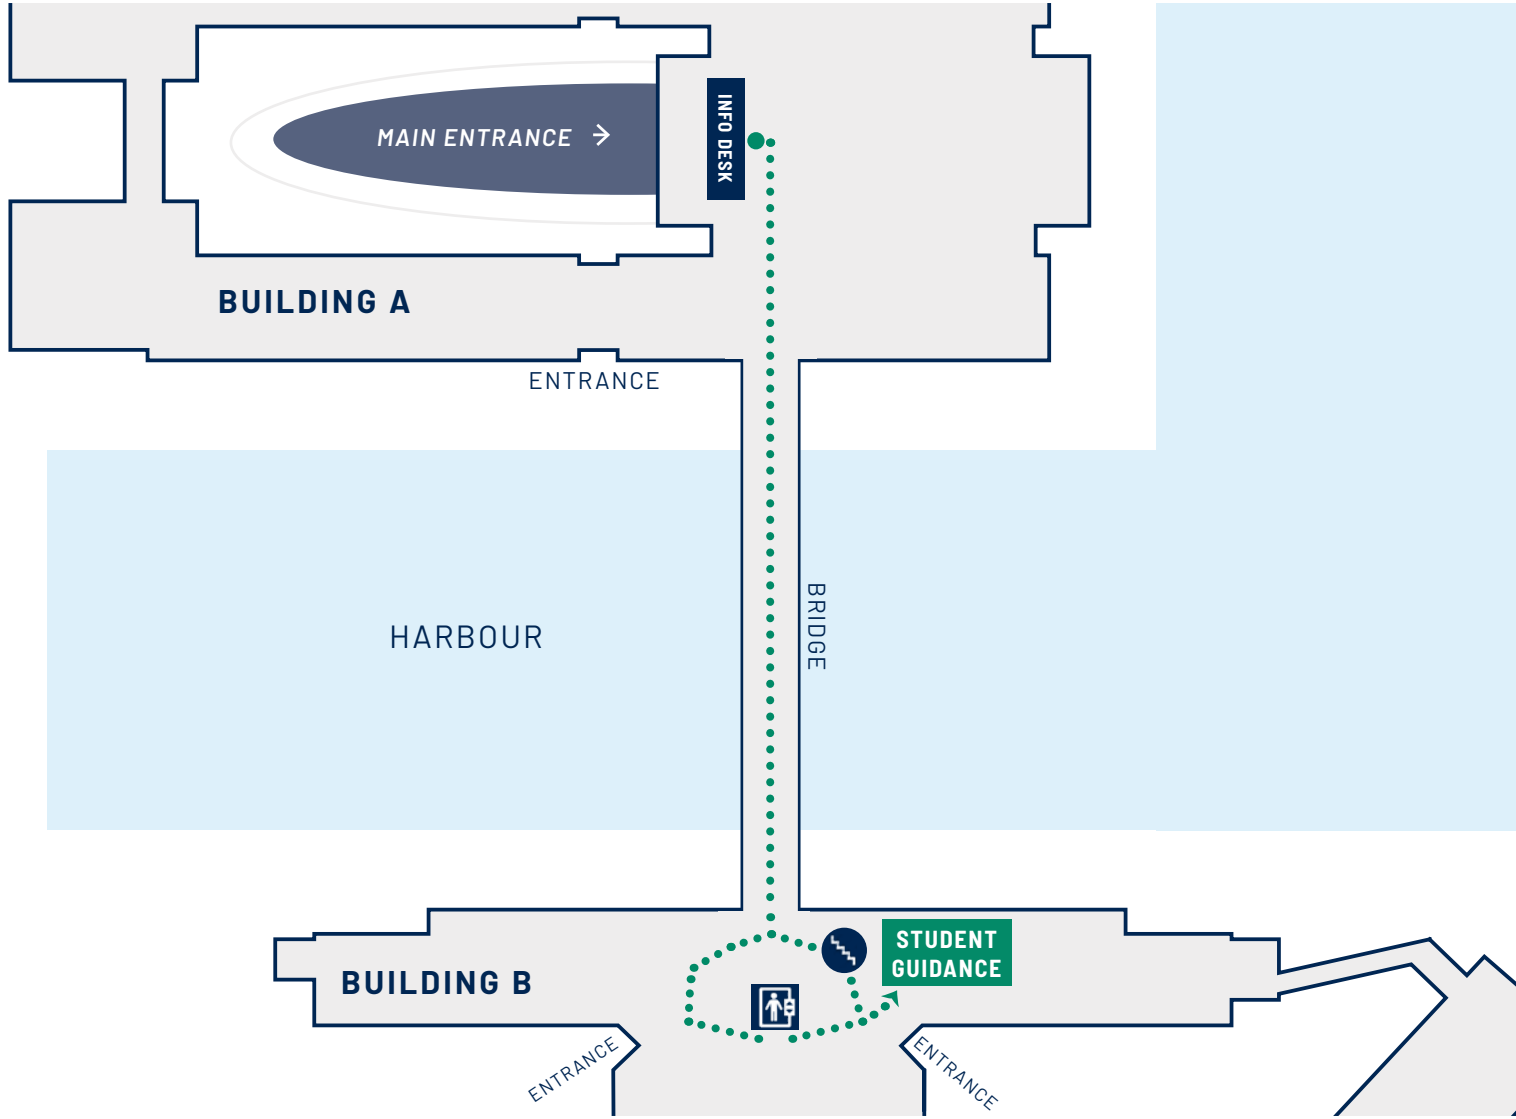 MAIN ENTRANCE →
INFO DESK
BUILDING A
ENTRANCE
BRIDGE
HARBOUR
STUDENT
GUIDANCE
BUILDING B
ENTRANCE
ENTRANCE